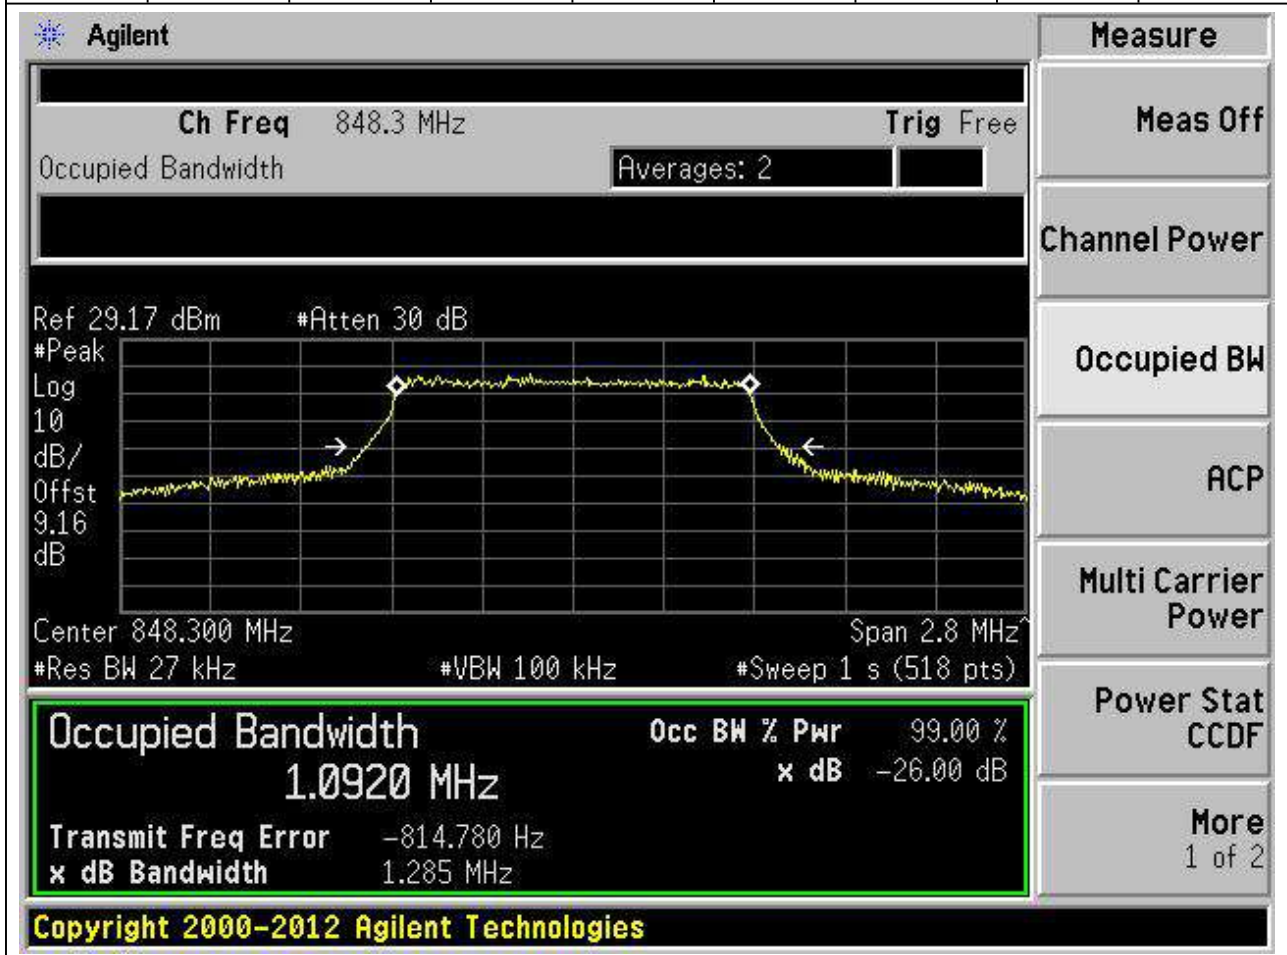 Agilent
Measure
Ch Freq 848.3 MHz Trig Free
Meas Off
Occupied Bandwidth Averages: 2
Channel Power
Ref 29.17 dBm #Atten 30 dB
#Peak
Log
10
dB/
Offst
9.16
dB
Occupied BW
ACP
Center 848.300 MHz Span 2.8 MHz^
#Res BW 27 kHz #VBW 100 kHz #Sweep 1 s (518 pts)
Multi Carrier
Power
Occupied Bandwidth Occ BW % Pwr 99.00 %
1.0920 MHz x dB -26.00 dB
Power Stat
CCDF
Transmit Freq Error -814.780 Hz
x dB Bandwidth 1.285 MHz
More
1 of 2
Copyright 2000-2012 Agilent Technologies